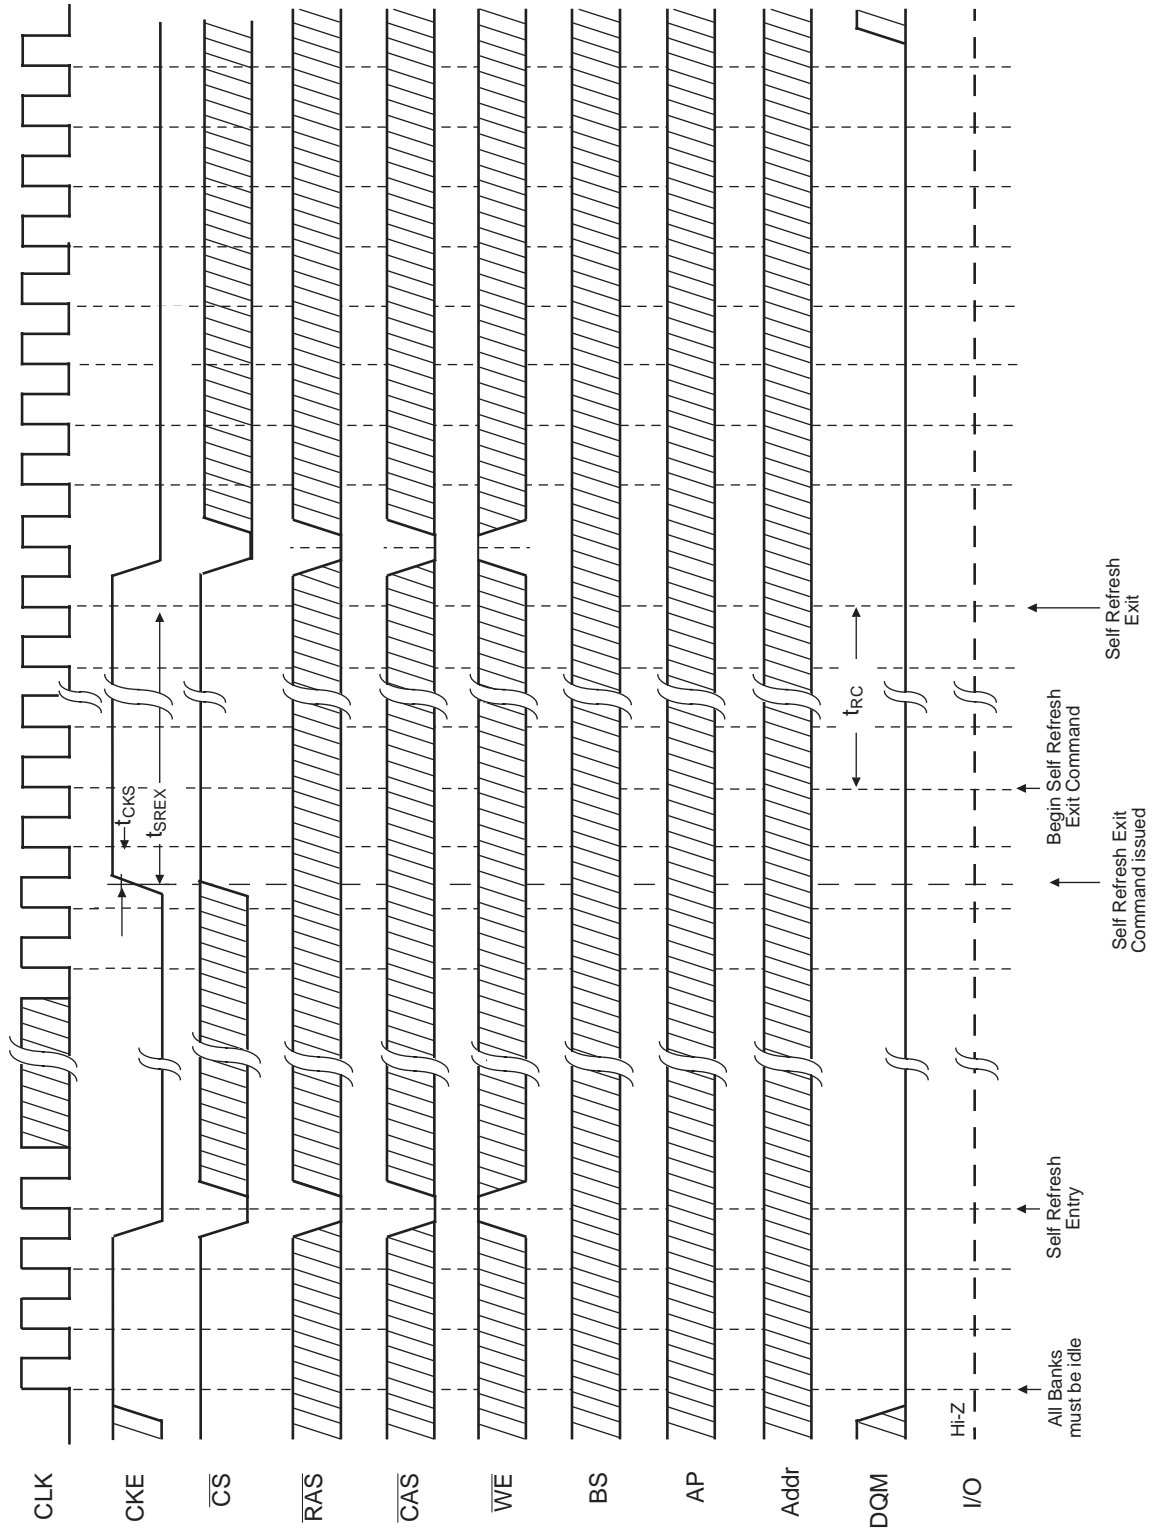 CLK
CKE
CS
RAS
CAS
WE
BS
AP
Addr
DQM
I/O
tCKS
tSREX
tRC
Hi-Z
All Banks
must be idle
Self Refresh
Entry
Self Refresh Exit
Command issued
Begin Self Refresh
Exit Command
Self Refresh
Exit